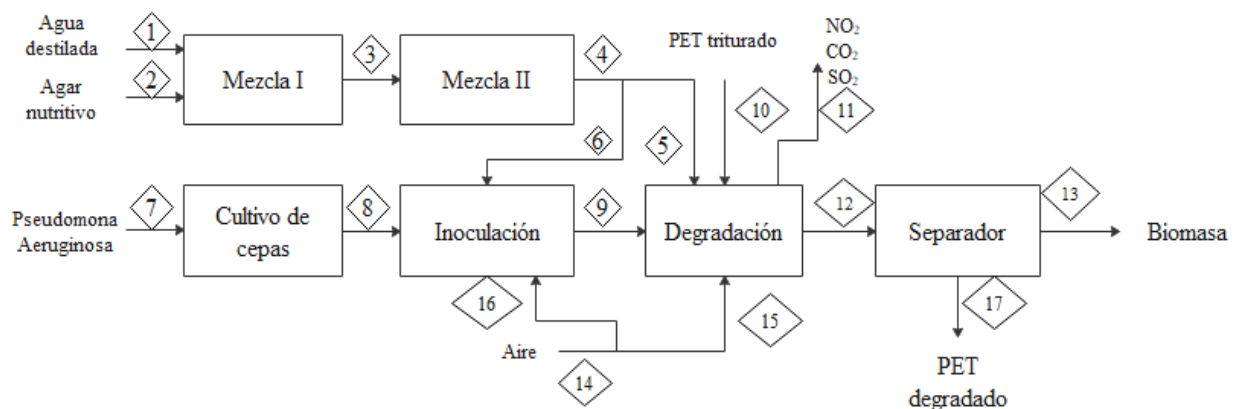 Agua
destilada
1
Agar
nutritivo
2
Mezcla I
3
Mezcla II
4
PET triturado
NO₂
CO₂
SO₂
6
5
10
11
Pseudomona
Aeruginosa
7
Cultivo de
cepas
8
Inoculación
9
Degradación
12
Separador
13
Biomasa
16
15
17
Aire
14
PET
degradado